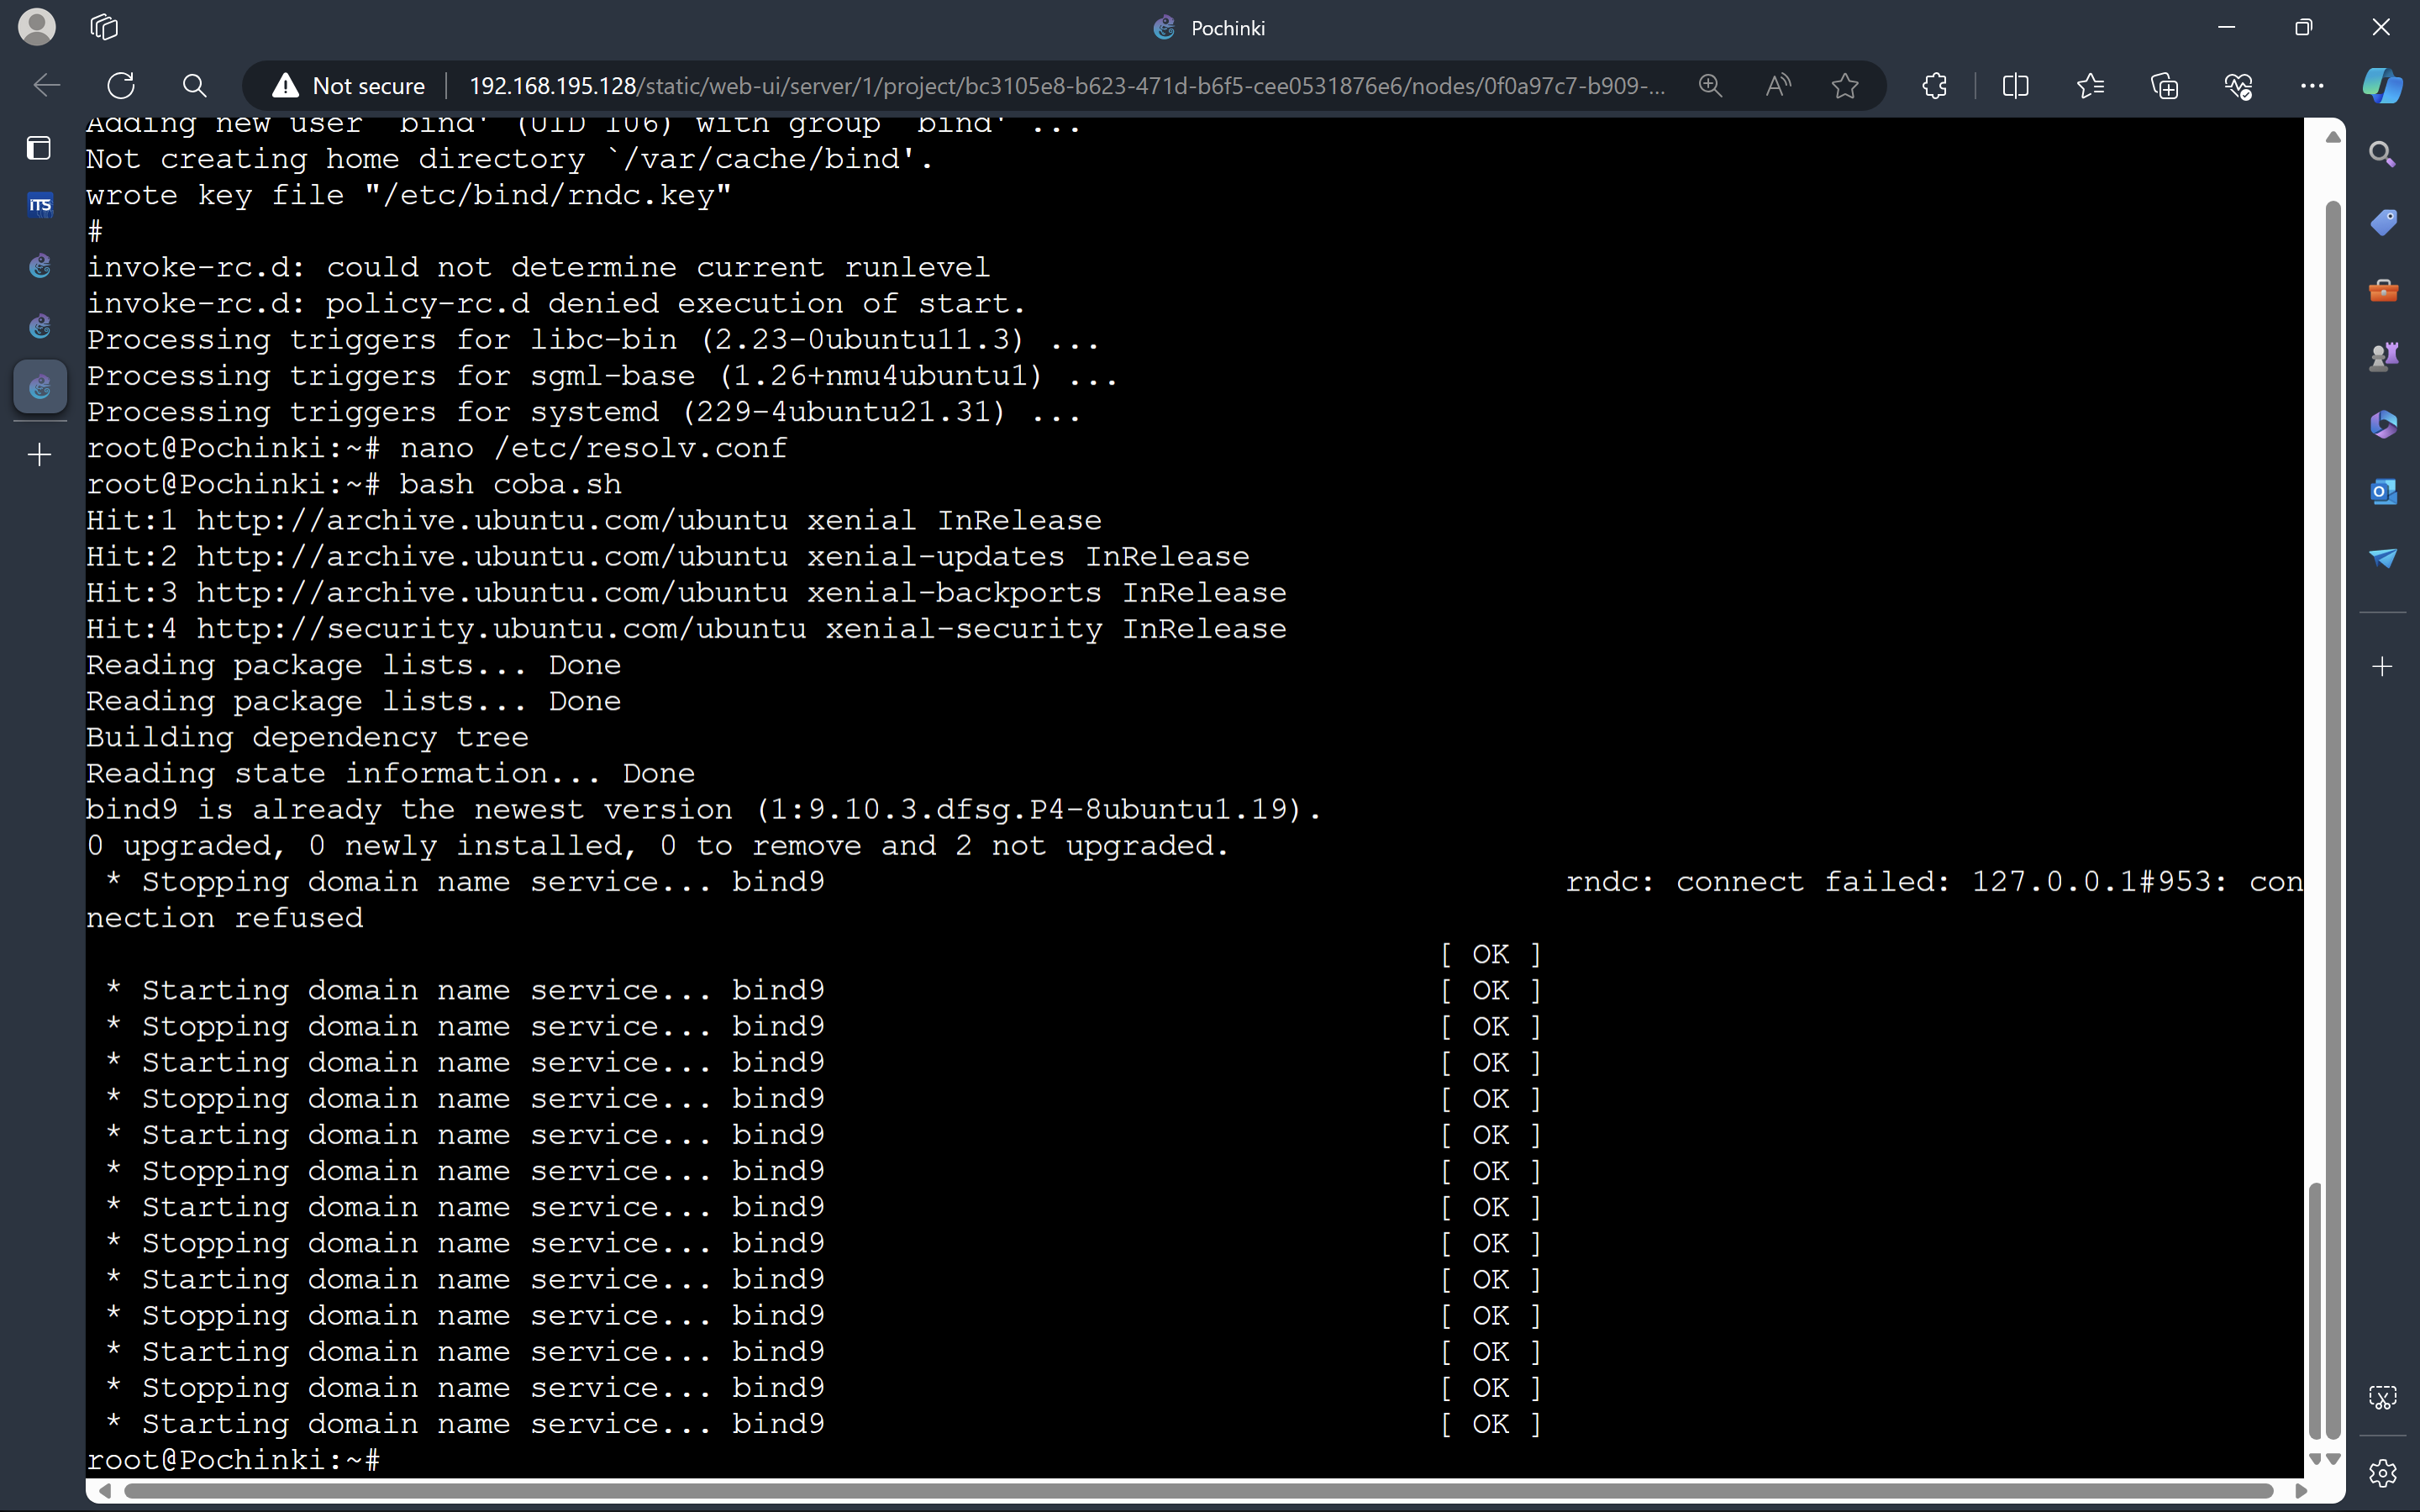 Pochinki
Not secure 192.168.195.128/static/web-ui/server/1/project/bc3105e8-b623-471d-b6f5-cee0531876e6/nodes/0f0a97c7-b909-...
iTS
Adding new user `bind' (UID 106) with group `bind' ...
Not creating home directory `/var/cache/bind'.
wrote key file "/etc/bind/rndc.key"
#
invoke-rc.d: could not determine current runlevel
invoke-rc.d: policy-rc.d denied execution of start.
Processing triggers for libc-bin (2.23-0ubuntu11.3) ...
Processing triggers for sgml-base (1.26+nmu4ubuntu1) ...
Processing triggers for systemd (229-4ubuntu21.31) ...
root@Pochinki:~# nano /etc/resolv.conf
root@Pochinki:~# bash coba.sh
Hit:1 http://archive.ubuntu.com/ubuntu xenial InRelease
Hit:2 http://archive.ubuntu.com/ubuntu xenial-updates InRelease
Hit:3 http://archive.ubuntu.com/ubuntu xenial-backports InRelease
Hit:4 http://security.ubuntu.com/ubuntu xenial-security InRelease
Reading package lists... Done
Reading package lists... Done
Building dependency tree
Reading state information... Done
bind9 is already the newest version (1:9.10.3.dfsg.P4-8ubuntu1.19).
0 upgraded, 0 newly installed, 0 to remove and 2 not upgraded.
* Stopping domain name service... bind9 rndc: connect failed: 127.0.0.1#953: con
nection refused
[ OK ]
* Starting domain name service... bind9 [ OK ]
* Stopping domain name service... bind9 [ OK ]
* Starting domain name service... bind9 [ OK ]
* Stopping domain name service... bind9 [ OK ]
* Starting domain name service... bind9 [ OK ]
* Stopping domain name service... bind9 [ OK ]
* Starting domain name service... bind9 [ OK ]
* Stopping domain name service... bind9 [ OK ]
* Starting domain name service... bind9 [ OK ]
* Stopping domain name service... bind9 [ OK ]
* Starting domain name service... bind9 [ OK ]
* Stopping domain name service... bind9 [ OK ]
* Starting domain name service... bind9 [ OK ]
root@Pochinki:~#